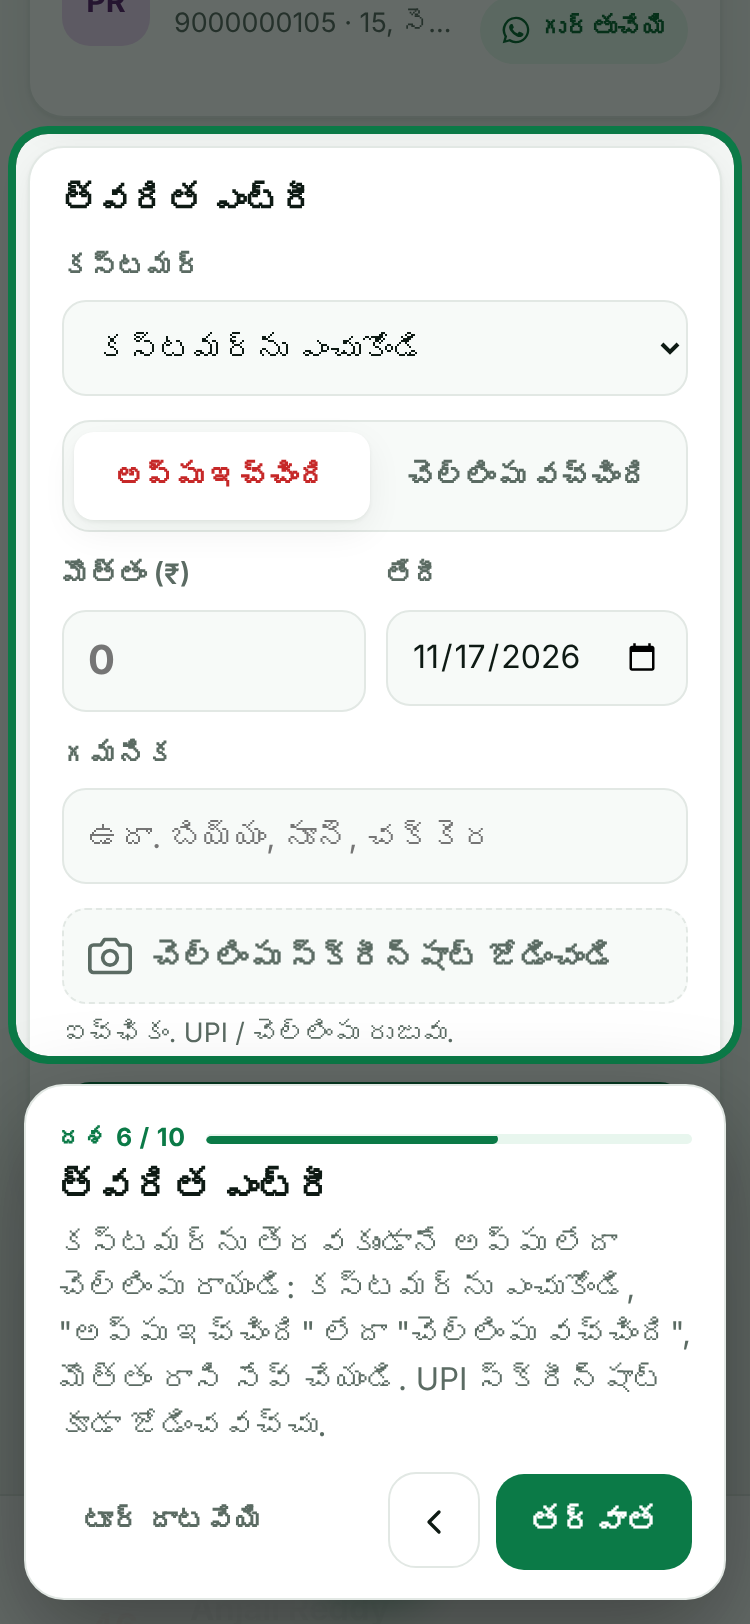 PR
9000000105 · 15, సె...
గుర్తుచేయి
త్వరిత ఎంట్రీ
కస్టమర్
కస్టమర్‌ను ఎంచుకోండి
అప్పు ఇచ్చింది
చెల్లింపు వచ్చింది
మొత్తం (₹)
తేదీ
0
11/17/2026
గమనిక
ఉదా. బియ్యం, నూనె, చక్కెర
చెల్లింపు స్క్రీన్‌షాట్ జోడించండి
ఐచ్ఛికం. UPI / చెల్లింపు రుజువు.
దశ 6 / 10
త్వరిత ఎంట్రీ
కస్టమర్‌ను తెరవకుండానే అప్పు లేదా
చెల్లింపు రాయండి: కస్టమర్‌ను ఎంచుకోండి,
"అప్పు ఇచ్చింది" లేదా "చెల్లింపు వచ్చింది",
మొత్తం రాసి సేవ్ చేయండి. UPI స్క్రీన్‌షాట్
కూడా జోడించవచ్చు.
టూర్ దాటవేయి
తర్వాత